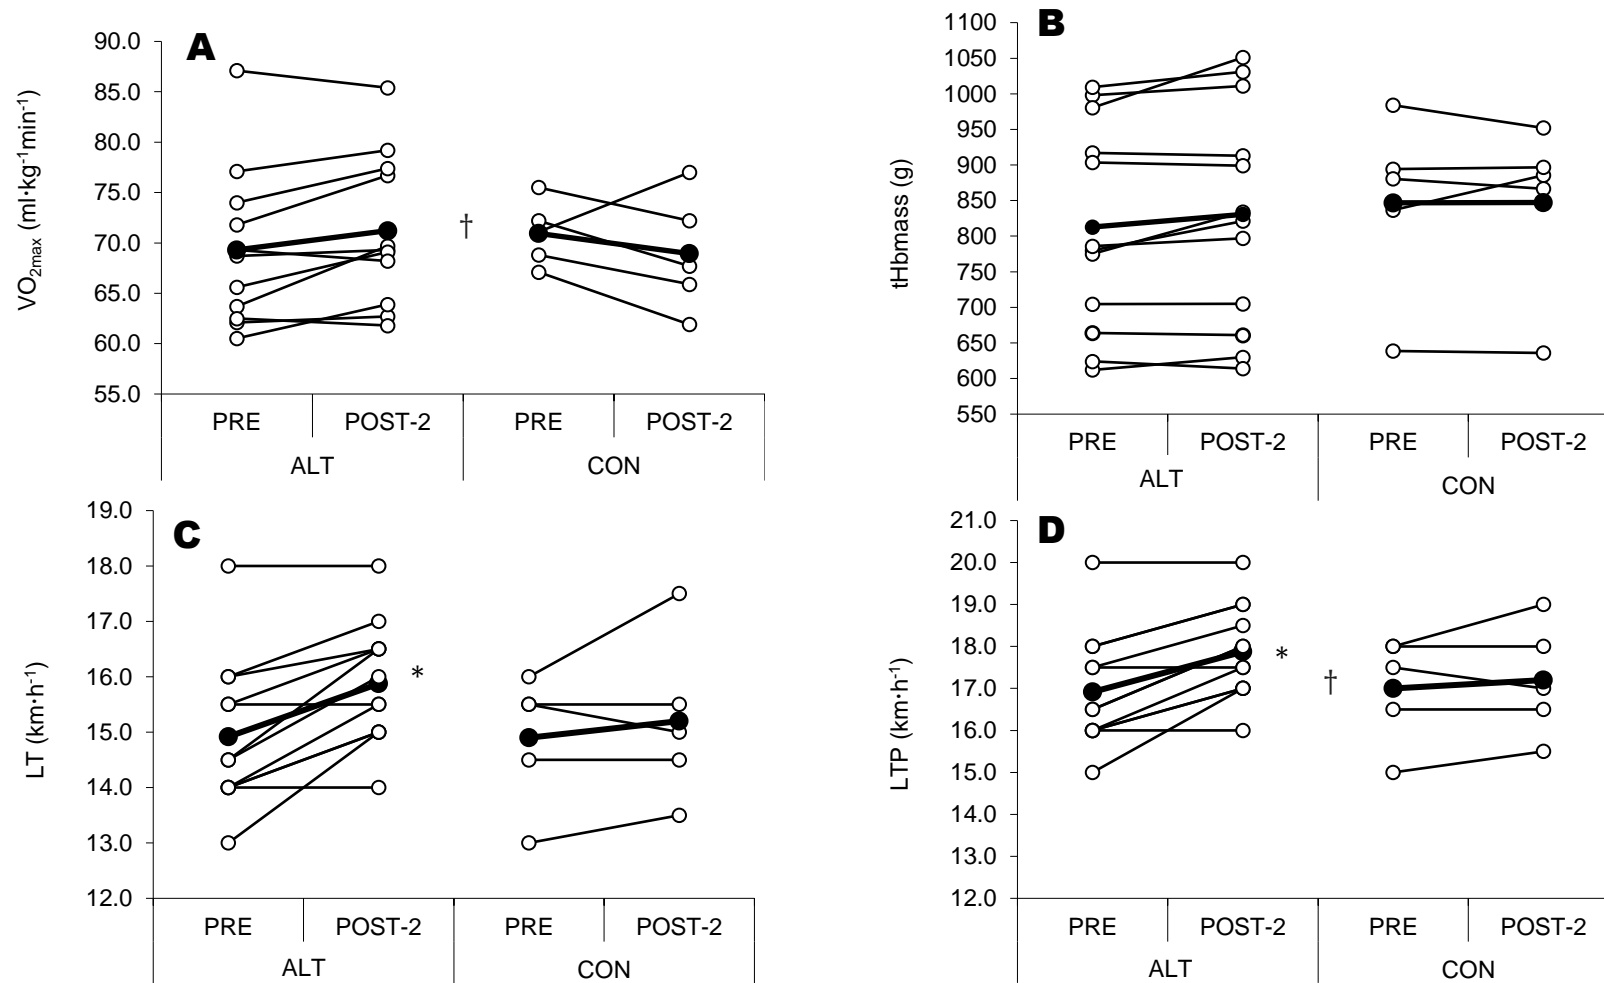 A
VO2max (ml·kg-1min-1)
90.0
85.0
80.0
75.0
70.0
65.0
60.0
55.0
†
PRE POST-2 PRE POST-2
ALT CON
B
tHbmass (g)
1100
1050
1000
950
900
850
800
750
700
650
600
550
PRE POST-2 PRE POST-2
ALT CON
C
LT (km·h-1)
19.0
18.0
17.0
16.0
15.0
14.0
13.0
12.0
*
PRE POST-2 PRE POST-2
ALT CON
D
LTP (km·h-1)
21.0
20.0
19.0
18.0
17.0
16.0
15.0
14.0
13.0
12.0
*
†
PRE POST-2 PRE POST-2
ALT CON